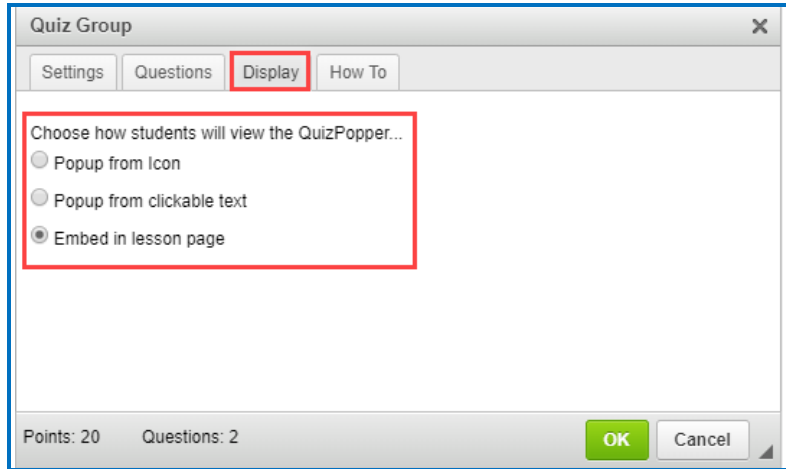 Quiz Group
Settings Questions Display How To
Choose how students will view the QuizPopper...
Popup from Icon
Popup from clickable text
Embed in lesson page
Points: 20 Questions: 2 OK Cancel